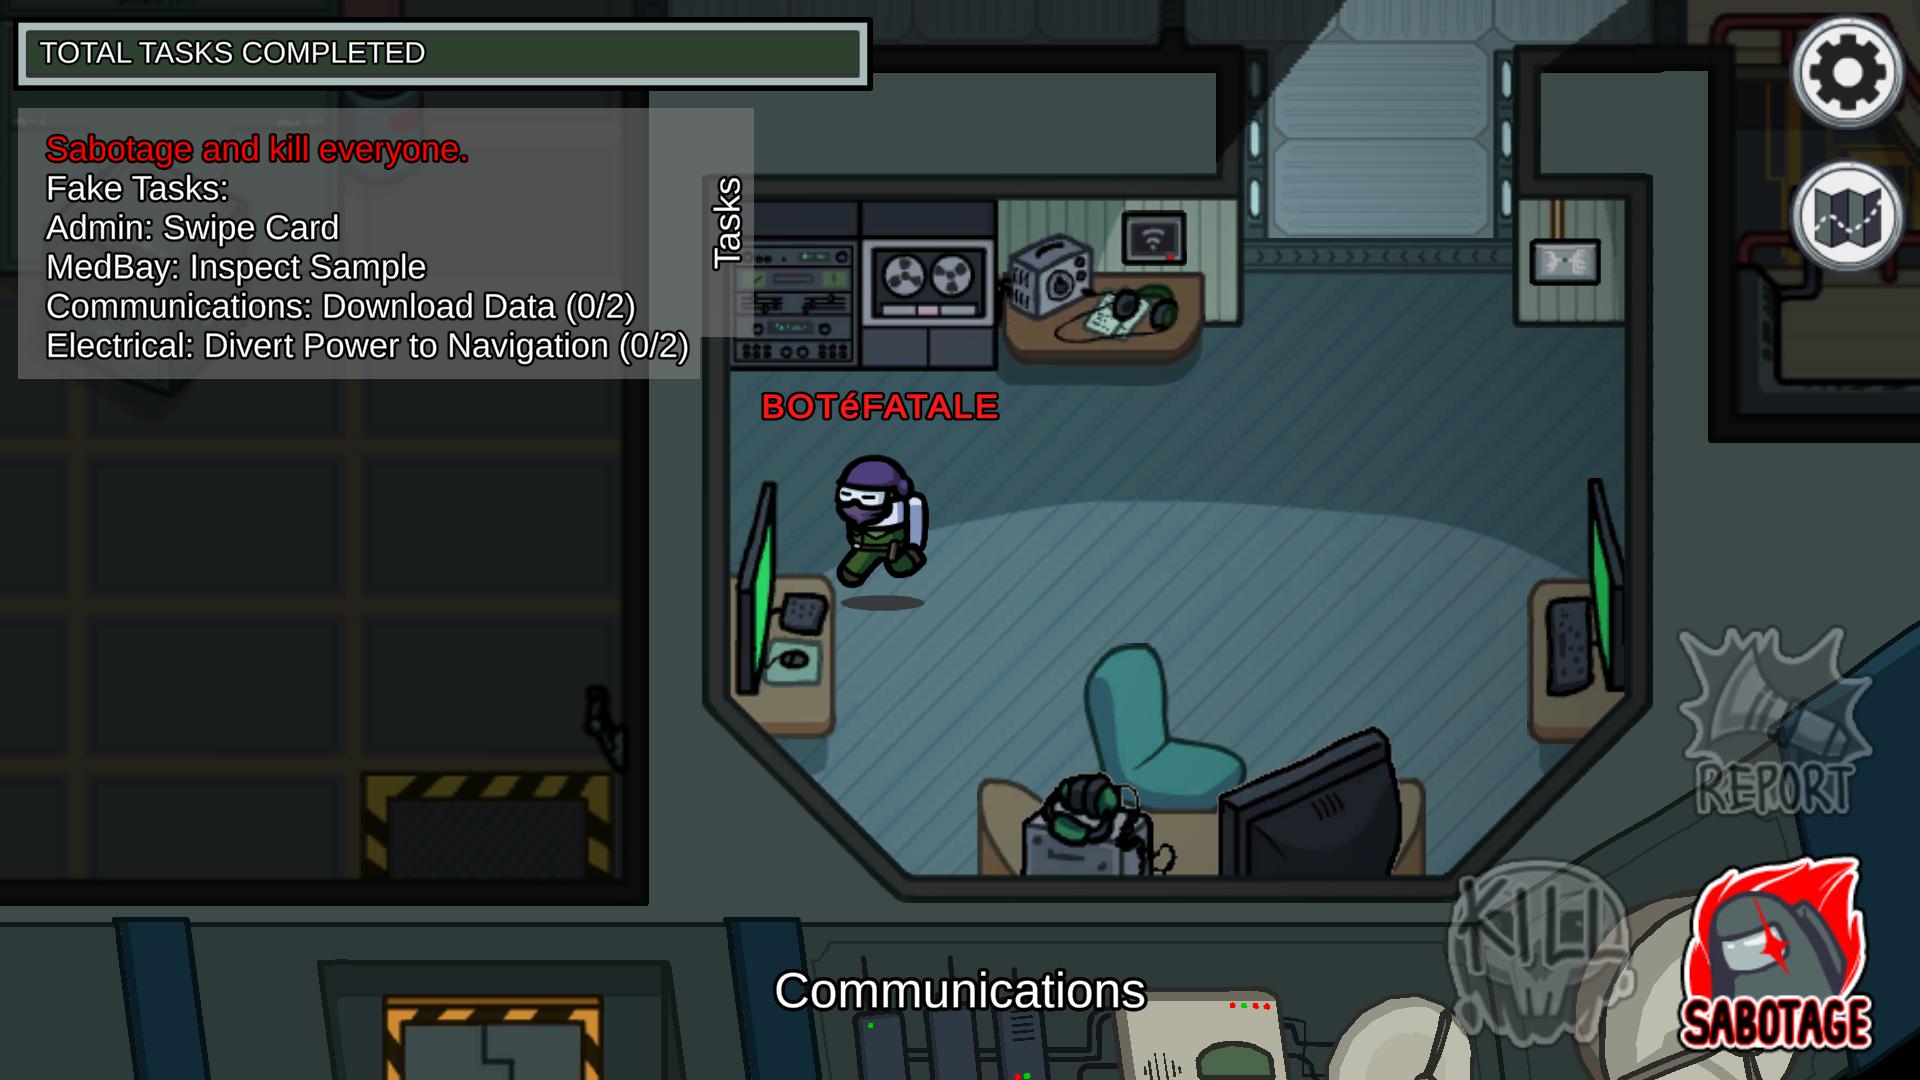 TOTAL TASKS COMPLETED
Sabotage and kill everyone.
Fake Tasks:
Admin: Swipe Card
MedBay: Inspect Sample
Communications: Download Data (0/2)
Electrical: Divert Power to Navigation (0/2)
Tasks
BOTéFATALE
REPORT
KILL
SABOTAGE
Communications